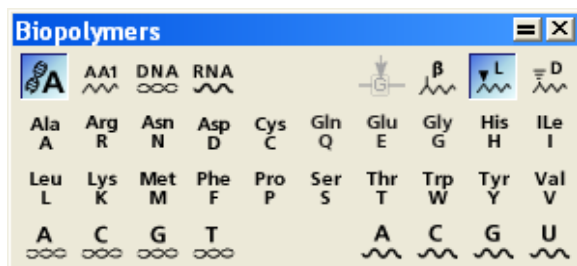 Biopolymers
A AA1 DNA RNA G β L D
Ala Arg Asn Asp Cys Gln Glu Gly His ILe
A R N D C Q E G H I
Leu Lys Met Phe Pro Ser Thr Trp Tyr Val
L K M F P S T W Y V
A C G T A C G U